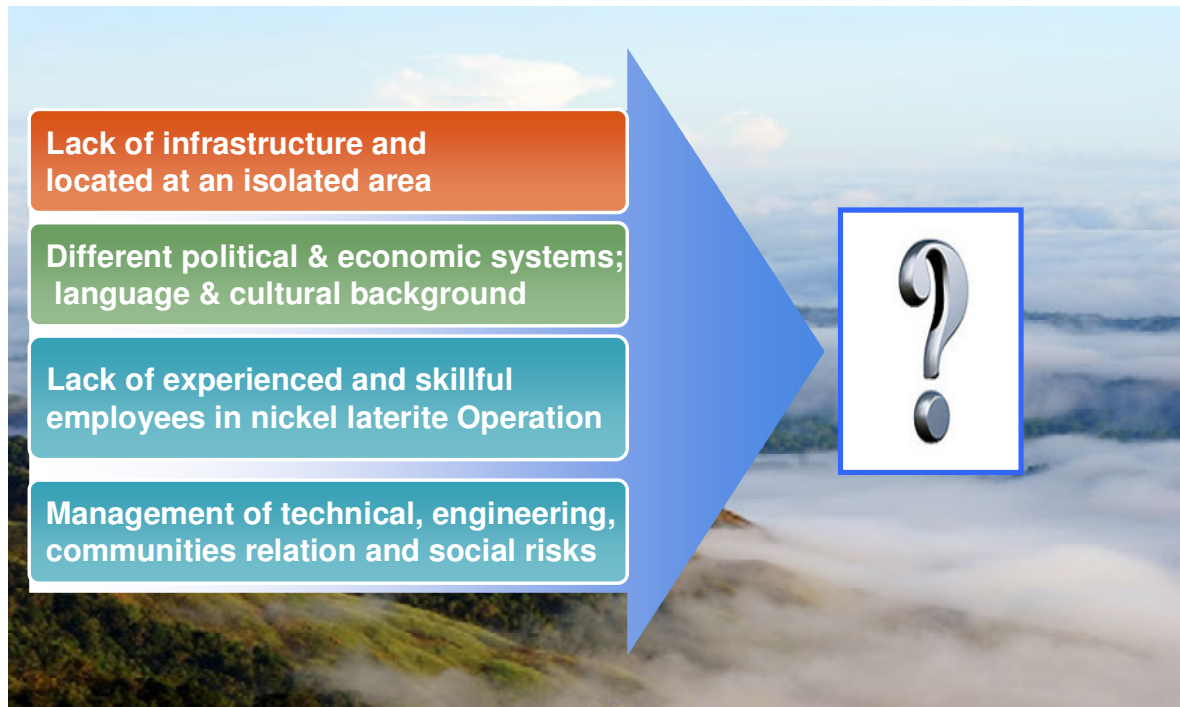 Lack of infrastructure and
located at an isolated area
Different political & economic systems;
language & cultural background
Lack of experienced and skillful
employees in nickel laterite Operation
Management of technical, engineering,
communities relation and social risks
?